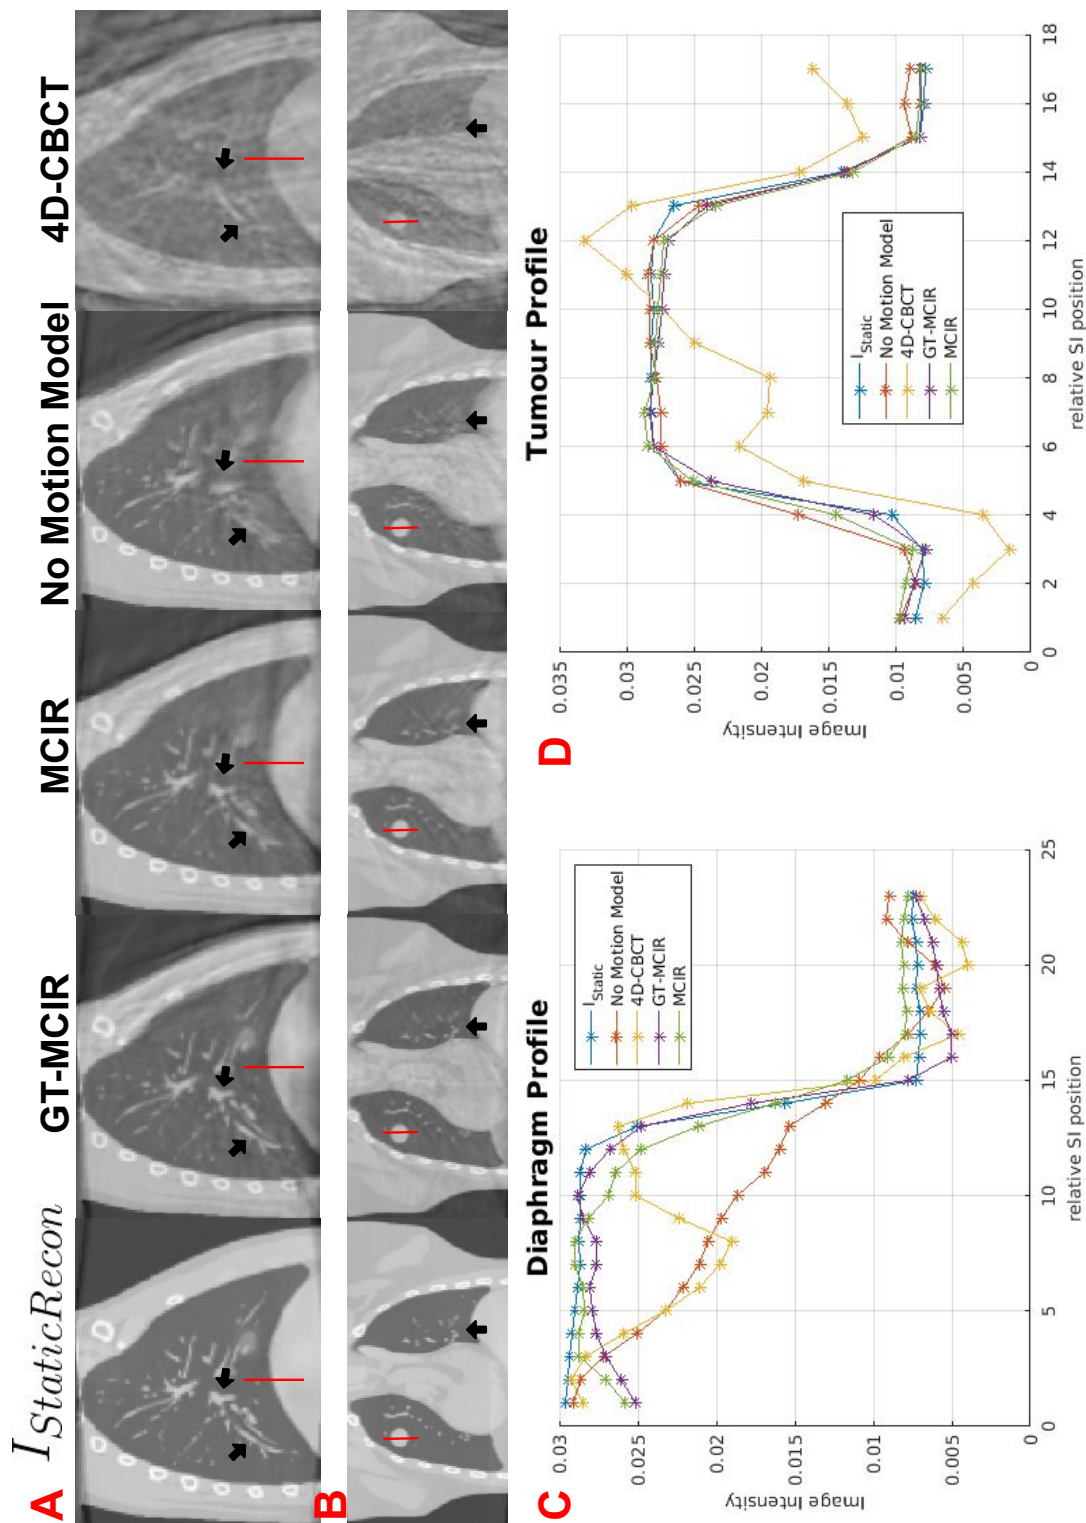 A
I StaticRecon
GT-MCIR
MCIR
No Motion Model
4D-CBCT
B
C
Diaphragm Profile
Image Intensity
0.03
0.025
0.02
0.015
0.01
0.005
0
I Static
No Motion Model
4D-CBCT
GT-MCIR
MCIR
0
5
10
15
20
25
relative SI position
D
Tumour Profile
Image Intensity
0.035
0.03
0.025
0.02
0.015
0.01
0.005
0
I Static
No Motion Model
4D-CBCT
GT-MCIR
MCIR
0
2
4
6
8
10
12
14
16
18
relative SI position